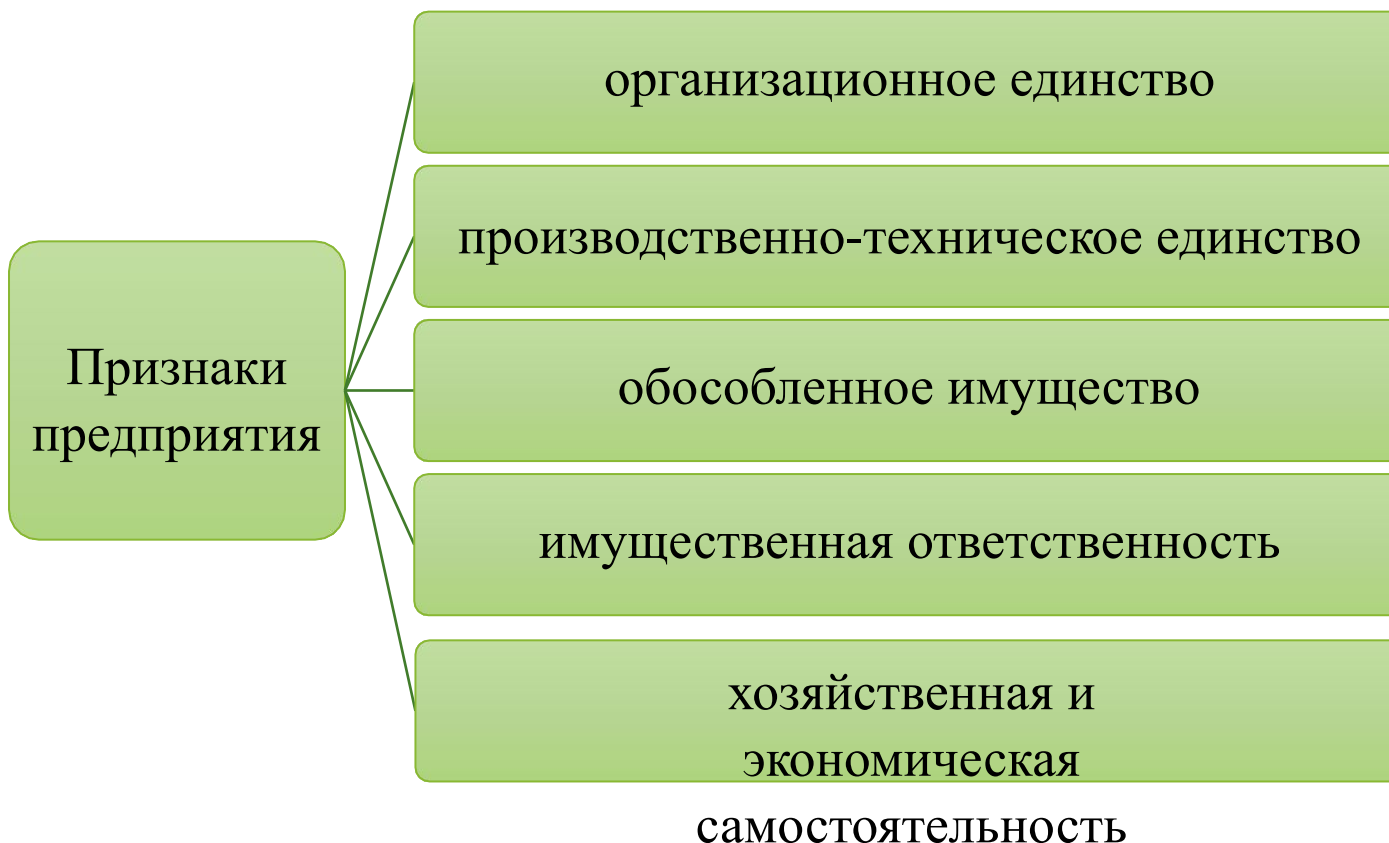 организационное единство
производственно-техническое единство
Признаки
предприятия
обособленное имущество
имущественная ответственность
хозяйственная и
экономическая
самостоятельность